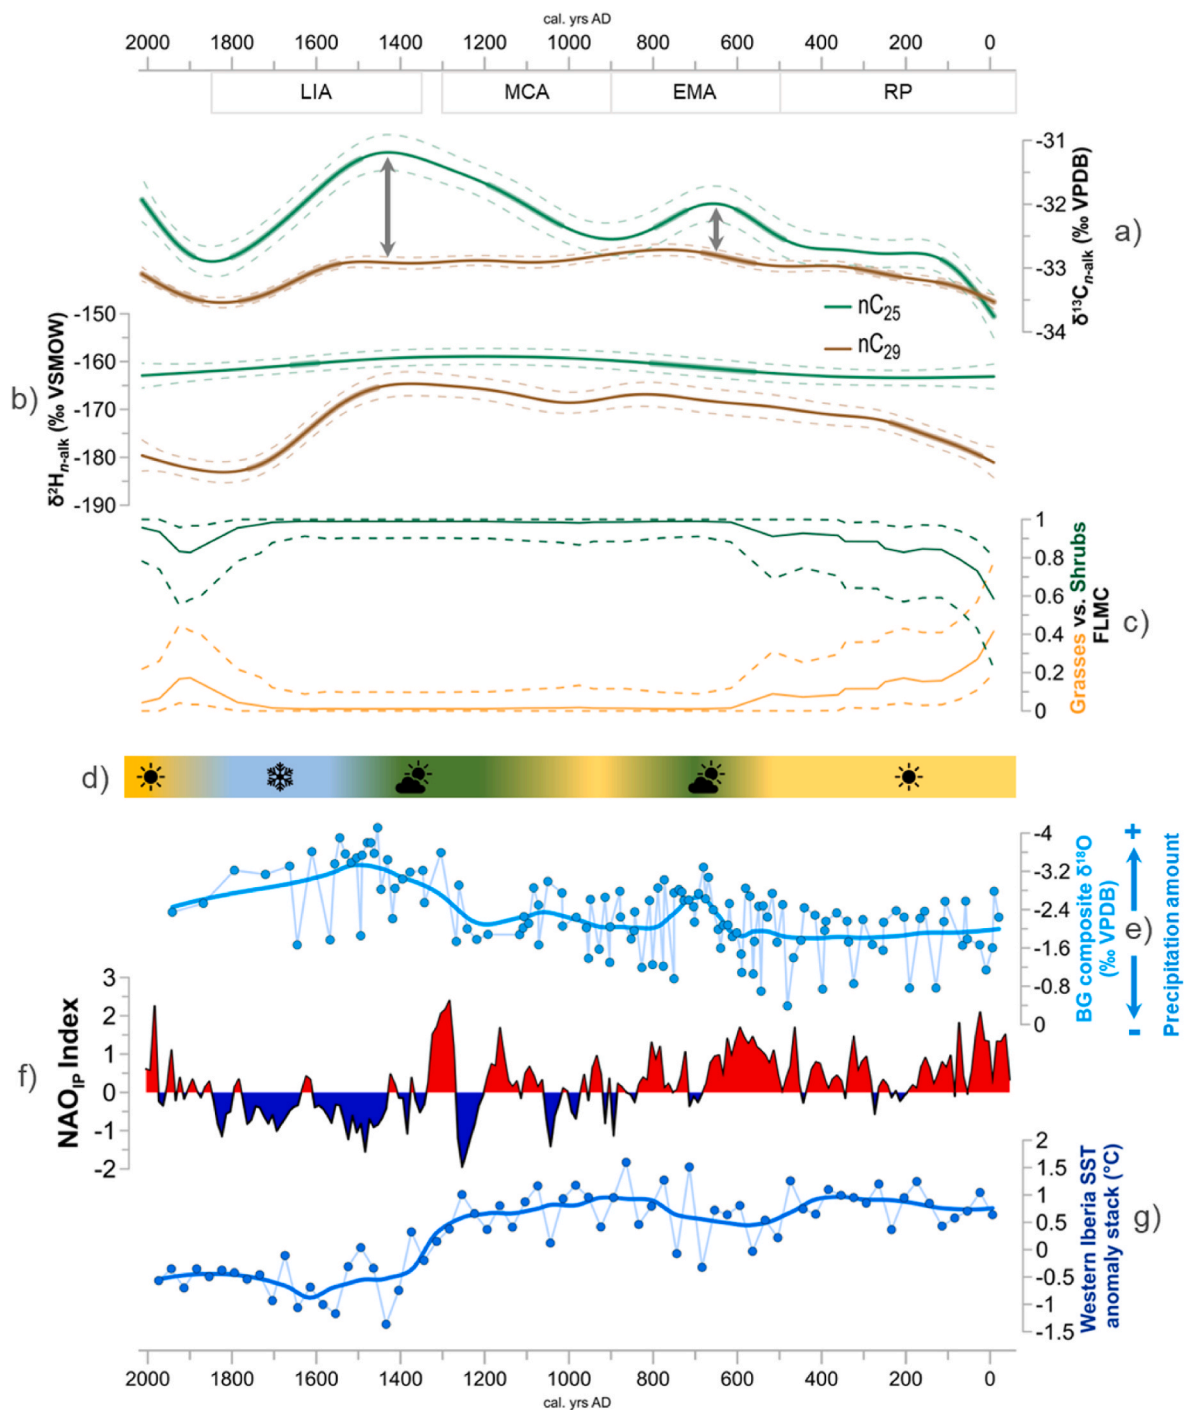 cal. yrs AD
2000 1800 1600 1400 1200 1000 800 600 400 200 0
LIA MCA EMA RP
-31
-32
-33
-34
δ¹³C n-alk (‰ VPDB)
a)
nC₂₅
nC₂₉
-150
-160
-170
-180
-190
δ²H n-alk (‰ VSMOW)
b)
1
0.8
0.6
0.4
0.2
0
Grasses vs. Shrubs
FLMC
c)
d)
-4
-3.2
-2.4
-1.6
-0.8
0
BG composite δ¹⁸O
(‰ VPDB)
+
e)
-
Precipitation amount
3
2
1
0
-1
-2
NAO IP Index
f)
2
1.5
1
0.5
0
-0.5
-1
-1.5
Western Iberia SST
anomaly stack (°C)
g)
2000 1800 1600 1400 1200 1000 800 600 400 200 0
cal. yrs AD